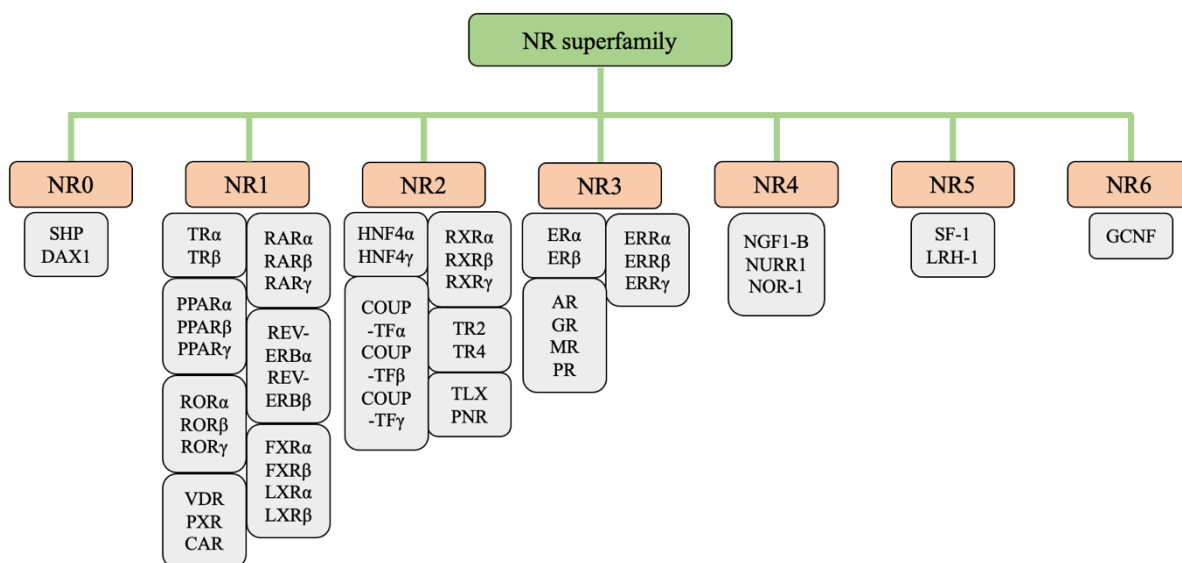 NR superfamily
NR0
SHP
DAX1
NR1
TRα
TRβ
PPARα
PPARβ
PPARγ
RORα
RORβ
RORγ
VDR
PXR
CAR
RARα
RARβ
RARγ
REV-
ERBα
REV-
ERBβ
FXRα
FXRβ
LXRα
LXRβ
NR2
HNF4α
HNF4γ
COUP
-TFα
COUP
-TFβ
COUP
-TFγ
RXRα
RXRβ
RXRγ
TR2
TR4
TLX
PNR
NR3
ERα
ERβ
AR
GR
MR
PR
ERRα
ERRβ
ERRγ
NR4
NGF1-B
NURR1
NOR-1
NR5
SF-1
LRH-1
NR6
GCNF